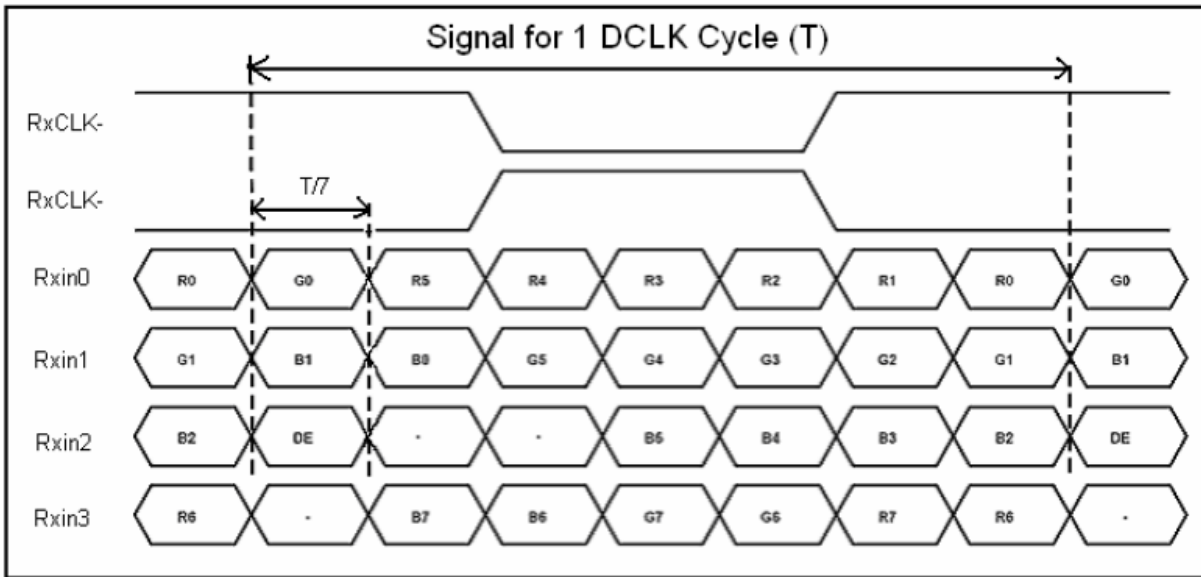 Signal for 1 DCLK Cycle (T)
RxCLK-
T/7
RxCLK-
Rxin0 R0 G0 R5 R4 R3 R2 R1 R0 G0
Rxin1 G1 B1 B0 G5 G4 G3 G2 G1 B1
Rxin2 B2 DE - - B5 B4 B3 B2 DE
Rxin3 R6 - B7 B6 G7 G6 R7 R6 -